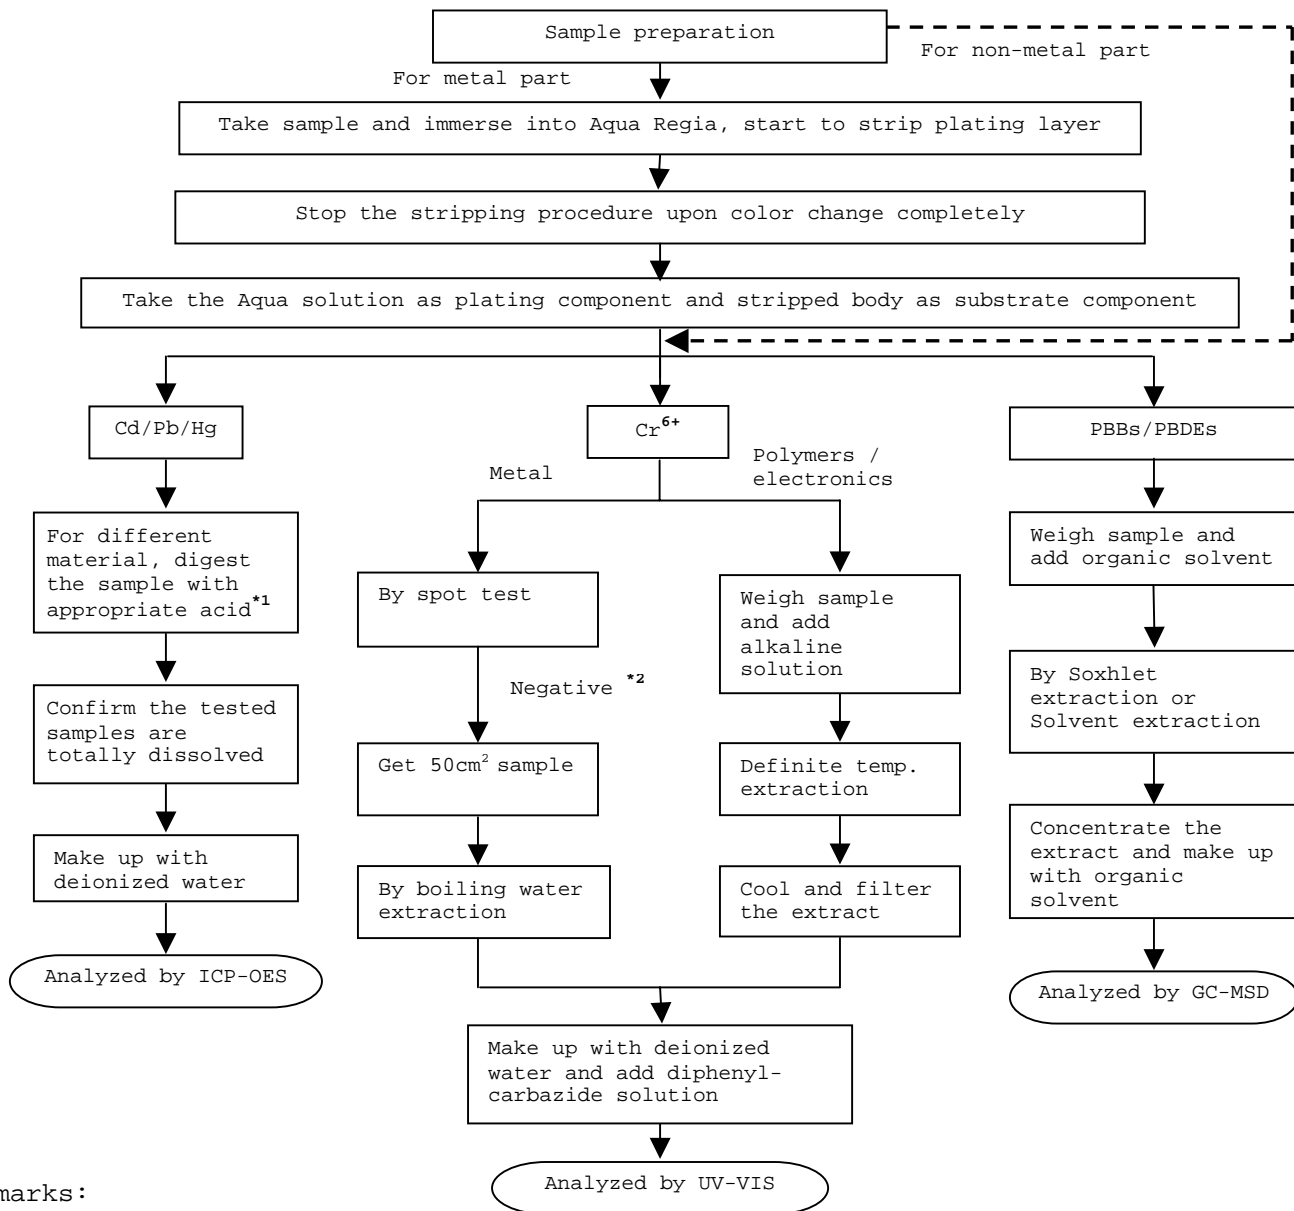 Sample preparation
For non-metal part
For metal part
Take sample and immerse into Aqua Regia, start to strip plating layer
Stop the stripping procedure upon color change completely
Take the Aqua solution as plating component and stripped body as substrate component
Cd/Pb/Hg
Cr6+
PBBs/PBDEs
Metal
Polymers /
electronics
For different
material, digest
the sample with
appropriate acid*1
Confirm the tested
samples are
totally dissolved
Make up with
deionized water
Analyzed by ICP-OES
By spot test
Negative *2
Get 50cm2 sample
By boiling water
extraction
Weigh sample
and add
alkaline
solution
Definite temp.
extraction
Cool and filter
the extract
Make up with deionized
water and add diphenyl-
carbazide solution
Analyzed by UV-VIS
Weigh sample and
add organic solvent
By Soxhlet
extraction or
Solvent extraction
Concentrate the
extract and make up
with organic
solvent
Analyzed by GC-MSD
marks: